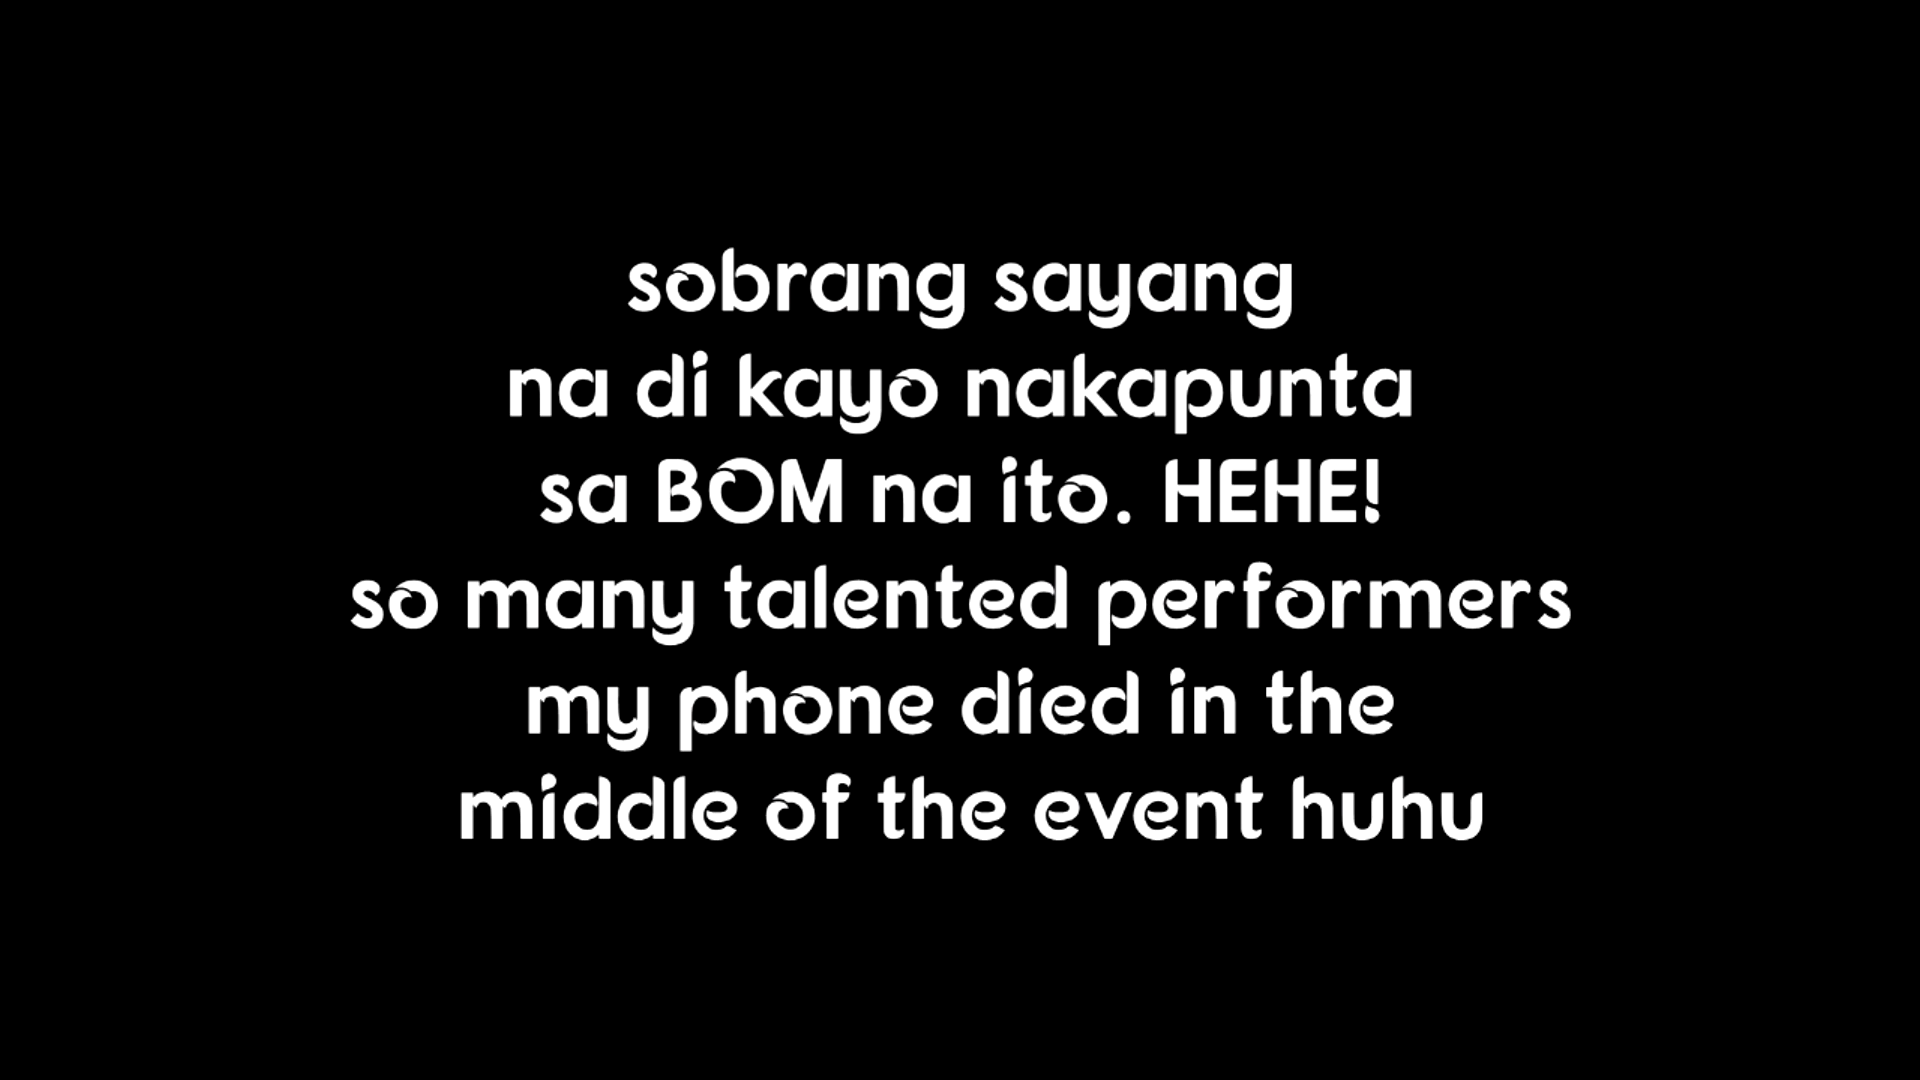 sobrang sayang
na di kayo nakapunta
sa BOM na ito. HEHE!
so many talented performers
my phone died in the
middle of the event huhu